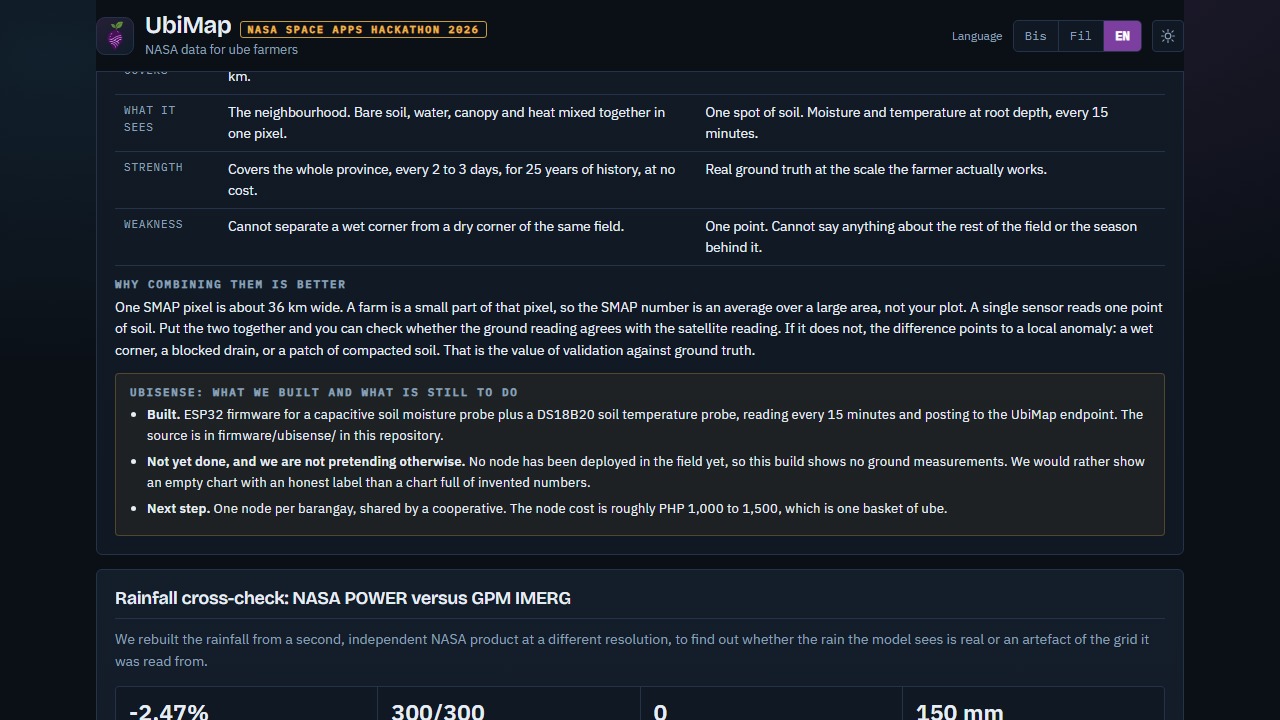 UbiMap NASA SPACE APPS HACKATHON 2026
NASA data for ube farmers
Language Bis Fil EN
km.
WHAT IT SEES
The neighbourhood. Bare soil, water, canopy and heat mixed together in
one pixel.
One spot of soil. Moisture and temperature at root depth, every 15
minutes.
STRENGTH
Covers the whole province, every 2 to 3 days, for 25 years of history, at no
cost.
Real ground truth at the scale the farmer actually works.
WEAKNESS
Cannot separate a wet corner from a dry corner of the same field.
One point. Cannot say anything about the rest of the field or the season
behind it.
WHY COMBINING THEM IS BETTER
One SMAP pixel is about 36 km wide. A farm is a small part of that pixel, so the SMAP number is an average over a large area, not your plot. A single sensor reads one point
of soil. Put the two together and you can check whether the ground reading agrees with the satellite reading. If it does not, the difference points to a local anomaly: a wet
corner, a blocked drain, or a patch of compacted soil. That is the value of validation against ground truth.
UBISENSE: WHAT WE BUILT AND WHAT IS STILL TO DO
• Built. ESP32 firmware for a capacitive soil moisture probe plus a DS18B20 soil temperature probe, reading every 15 minutes and posting to the UbiMap endpoint. The
source is in firmware/ubisense/ in this repository.
• Not yet done, and we are not pretending otherwise. No node has been deployed in the field yet, so this build shows no ground measurements. We would rather show
an empty chart with an honest label than a chart full of invented numbers.
• Next step. One node per barangay, shared by a cooperative. The node cost is roughly PHP 1,000 to 1,500, which is one basket of ube.
Rainfall cross-check: NASA POWER versus GPM IMERG
We rebuilt the rainfall from a second, independent NASA product at a different resolution, to find out whether the rain the model sees is real or an artefact of the grid it
was read from.
-2.47% 300/300 0 150 mm